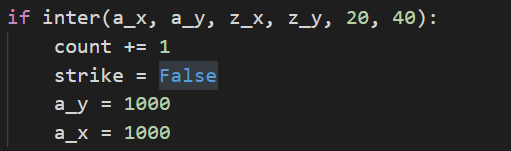 if inter(a_x, a_y, z_x, z_y, 20, 40):
    count += 1
    strike = False
    a_y = 1000
    a_x = 1000